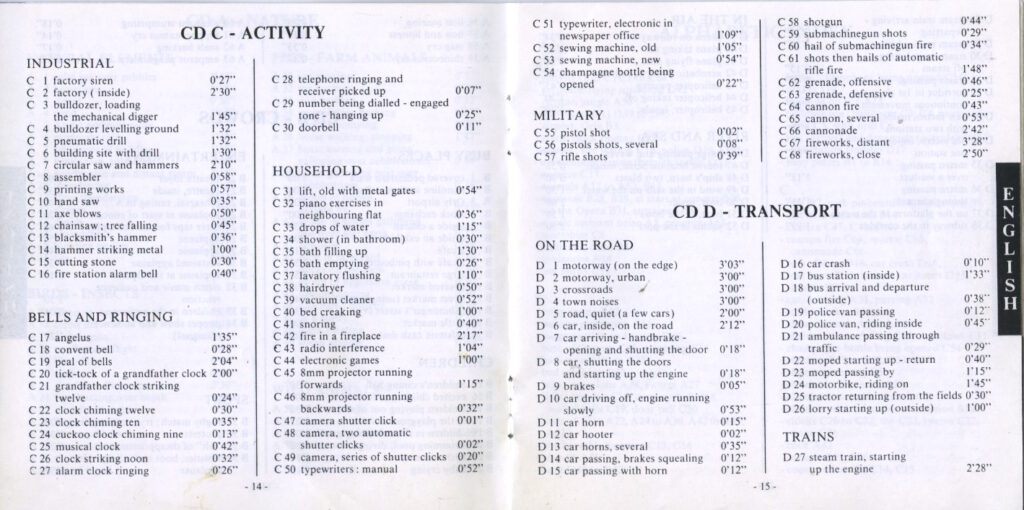 CD C - ACTIVITY
INDUSTRIAL
C 1 factory siren 0'27"
C 2 factory ( inside) 2'30"
C 3 bulldozer, loading
the mechanical digger 1'45"
C 4 bulldozer levelling ground 1'32"
C 5 pneumatic drill 1'32"
C 6 building site with drill 1'30"
C 7 circular saw and hammers 2'10"
C 8 assembler 0'58"
C 9 printing works 0'57"
C 10 hand saw 0'35"
C 11 axe blows 0'50"
C 12 chainsaw ; tree falling 0'45"
C 13 blacksmith's hammer 0'36"
C 14 hammer striking metal 1'00"
C 15 cutting stone 0'30"
C 16 fire station alarm bell 0'40"
BELLS AND RINGING
C 17 angelus 1'35"
C 18 convent bell 0'28"
C 19 peal of bells 2'04"
C 20 tick-tock of a grandfather clock 2'00"
C 21 grandfather clock striking
twelve 0'24"
C 22 clock chiming twelve 0'30"
C 23 clock chiming ten 0'35"
C 24 cuckoo clock chiming nine 0'13"
C 25 musical clock 0'42"
C 26 clock striking noon 0'32"
C 27 alarm clock ringing 0'26"
C 28 telephone ringing and
receiver picked up 0'07"
C 29 number being dialled - engaged
tone - hanging up 0'25"
C 30 doorbell 0'11"
HOUSEHOLD
C 31 lift, old with metal gates 0'54"
C 32 piano exercises in
neighbouring flat 0'36"
C 33 drops of water 1'15"
C 34 shower (in bathroom) 0'30"
C 35 bath filling up 1'30"
C 36 bath emptying 0'26"
C 37 lavatory flushing 1'10"
C 38 hairdryer 0'50"
C 39 vacuum cleaner 0'52"
C 40 bed creaking 1'00"
C 41 snoring 0'40"
C 42 fire in a fireplace 2'17"
C 43 radio interference 1'04"
C 44 electronic games 1'00"
C 45 8mm projector running
forwards 1'15"
C 46 8mm projector running
backwards 0'32"
C 47 camera shutter click 0'01"
C 48 camera, two automatic
shutter clicks 0'02"
C 49 camera, series of shutter clicks 0'20"
C 50 typewriters : manual 0'52"
- 14 -
C 51 typewriter, electronic in
newspaper office 1'09"
C 52 sewing machine, old 1'05"
C 53 sewing machine, new 0'54"
C 54 champagne bottle being
opened 0'22"
MILITARY
C 55 pistol shot 0'02"
C 56 pistols shots, several 0'08"
C 57 rifle shots 0'39"
C 58 shotgun 0'44"
C 59 submachinegun shots 0'29"
C 60 hail of submachinegun fire 0'34"
C 61 shots then hails of automatic
rifle fire 1'48"
C 62 grenade, offensive 0'46"
C 63 grenade, defensive 0'25"
C 64 cannon fire 0'43"
C 65 cannon, several 0'53"
C 66 cannonade 2'42"
C 67 fireworks, distant 3'28"
C 68 fireworks, close 2'50"
CD D - TRANSPORT
ON THE ROAD
D 1 motorway (on the edge) 3'03"
D 2 motorway, urban 3'00"
D 3 crossroads 3'00"
D 4 town noises 3'00"
D 5 road, quiet (a few cars) 2'00"
D 6 car, inside, on the road 2'12"
D 7 car arriving - handbrake -
opening and shutting the door 0'18"
D 8 car, shutting the doors
and starting up the engine 0'18"
D 9 brakes 0'05"
D 10 car driving off, engine running
slowly 0'53"
D 11 car horn 0'15"
D 12 car hooter 0'02"
D 13 car horns, several 0'35"
D 14 car passing, brakes squealing 0'12"
D 15 car passing with horn 0'12"
D 16 car crash 0'10"
D 17 bus station (inside) 1'33"
D 18 bus arrival and departure
(outside) 0'38"
D 19 police van passing 0'12"
D 20 police van, riding inside 0'45"
D 21 ambulance passing through
traffic 0'29"
D 22 moped starting up - return 0'40"
D 23 moped passing by 1'15"
D 24 motorbike, riding on 1'45"
D 25 tractor returning from the fields 0'30"
D 26 lorry starting up (outside) 1'00"
TRAINS
D 27 steam train, starting
up the engine 2'28"
- 15 -
ENGLISH